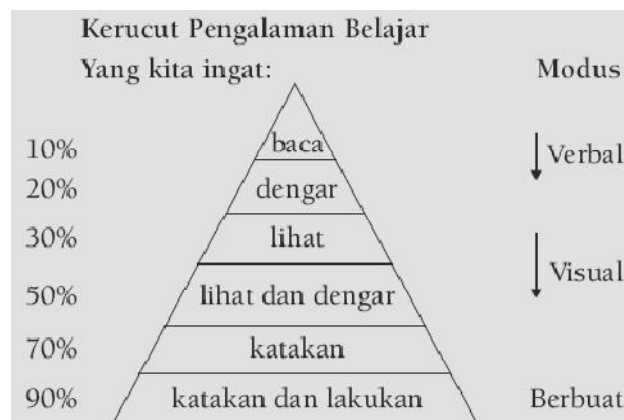 Kerucut Pengalaman Belajar
Yang kita ingat: Modus
10% baca Verbal
20% dengar
30% lihat
Visual
50% lihat dan dengar
70% katakan
90% katakan dan lakukan Berbuat